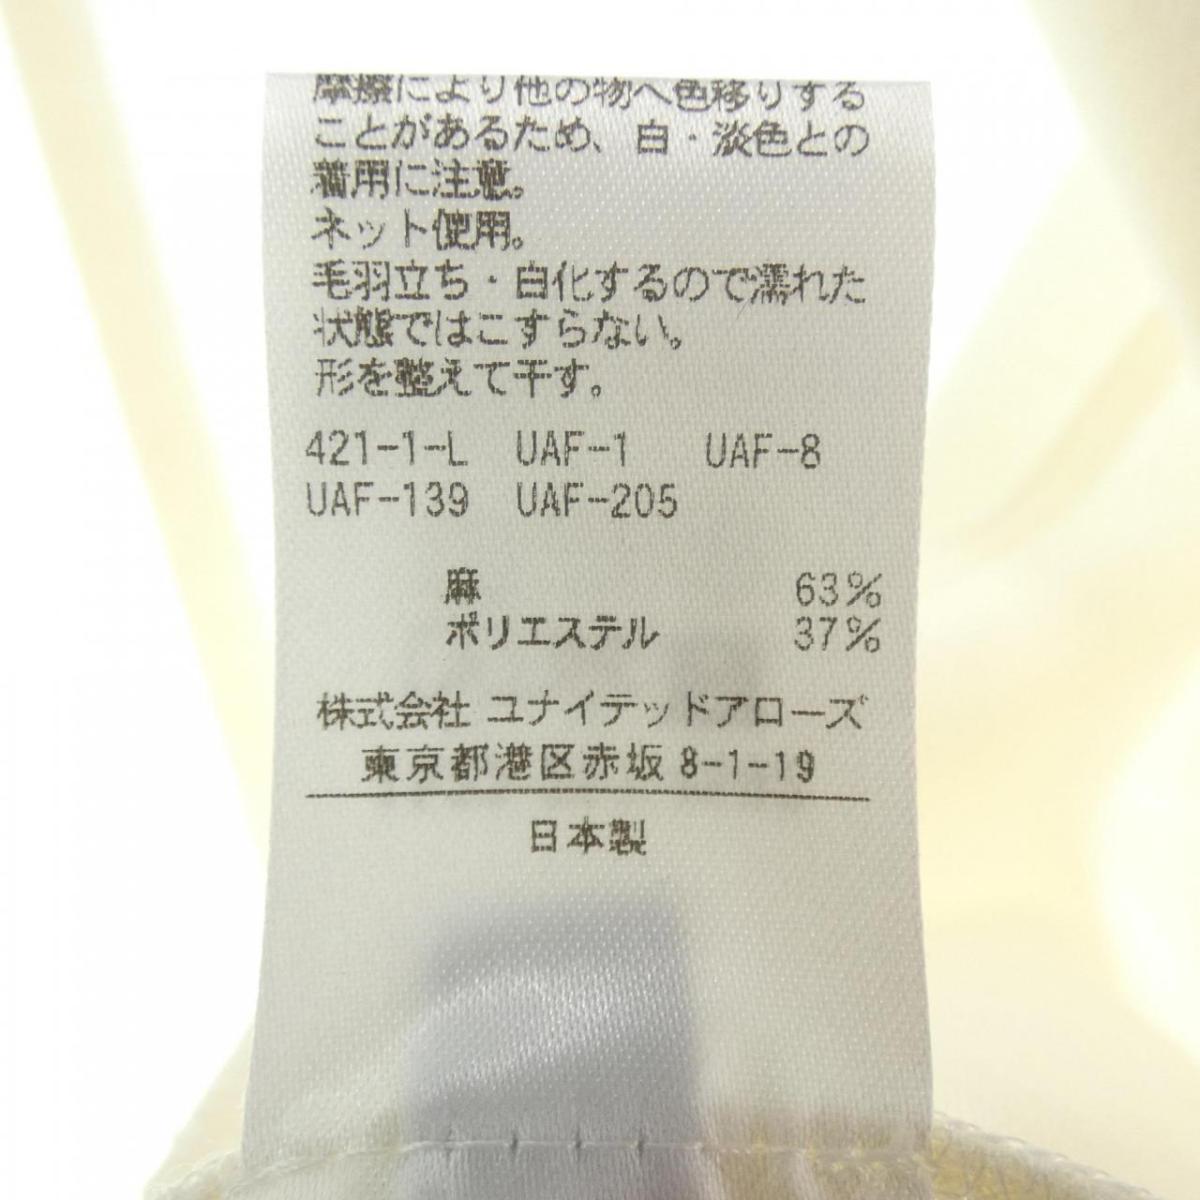 摩擦により他の物へ色移りする
ことがあるため、白・淡色との
着用に注意。
ネット使用。
毛羽立ち・白化するので濡れた
状態ではこすらない。
形を整えて干す。
421-1-L UAF-1 UAF-8
UAF-139 UAF-205
麻 63%
ポリエステル 37%
株式会社 ユナイテッドアローズ
東京都港区赤坂 8-1-19
日本製